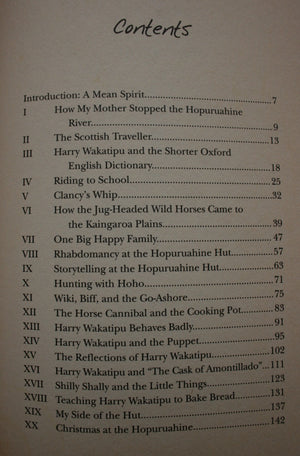 Contents
Introduction: A Mean Spirit....................................................7
I How My Mother Stopped the Hopuruahine
River.................................................9
II The Scottish Traveller.................................13
III Harry Wakatipu and the Shorter Oxford
English Dictionary....................................18
IV Riding to School.......................................25
V Clancy's Whip..........................................32
VI How the Jug-Headed Wild Horses Came to
the Kaingaroa Plains..................................39
VII One Big Happy Family...................................47
VIII Rhabdomancy at the Hopuruahine Hut.....................57
IX Storytelling at the Hopuruahine Hut....................63
X Hunting with Hoho......................................71
XI Wiki, Biff, and the Go-Ashore..........................75
XII The Horse Cannibal and the Cooking Pot.................83
XIII Harry Wakatipu Behaves Badly...........................91
XIV Harry Wakatipu and the Puppet..........................95
XV The Reflections of Harry Wakatipu.....................102
XVI Harry Wakatipu and "The Cask of Amontillado"...111
XVII Shilly Shally and the Little Things...................123
XVIII Teaching Harry Wakatipu to Bake Bread.................131
XIX My Side of the Hut....................................137
XX Christmas at the Hopuruahine..........................142